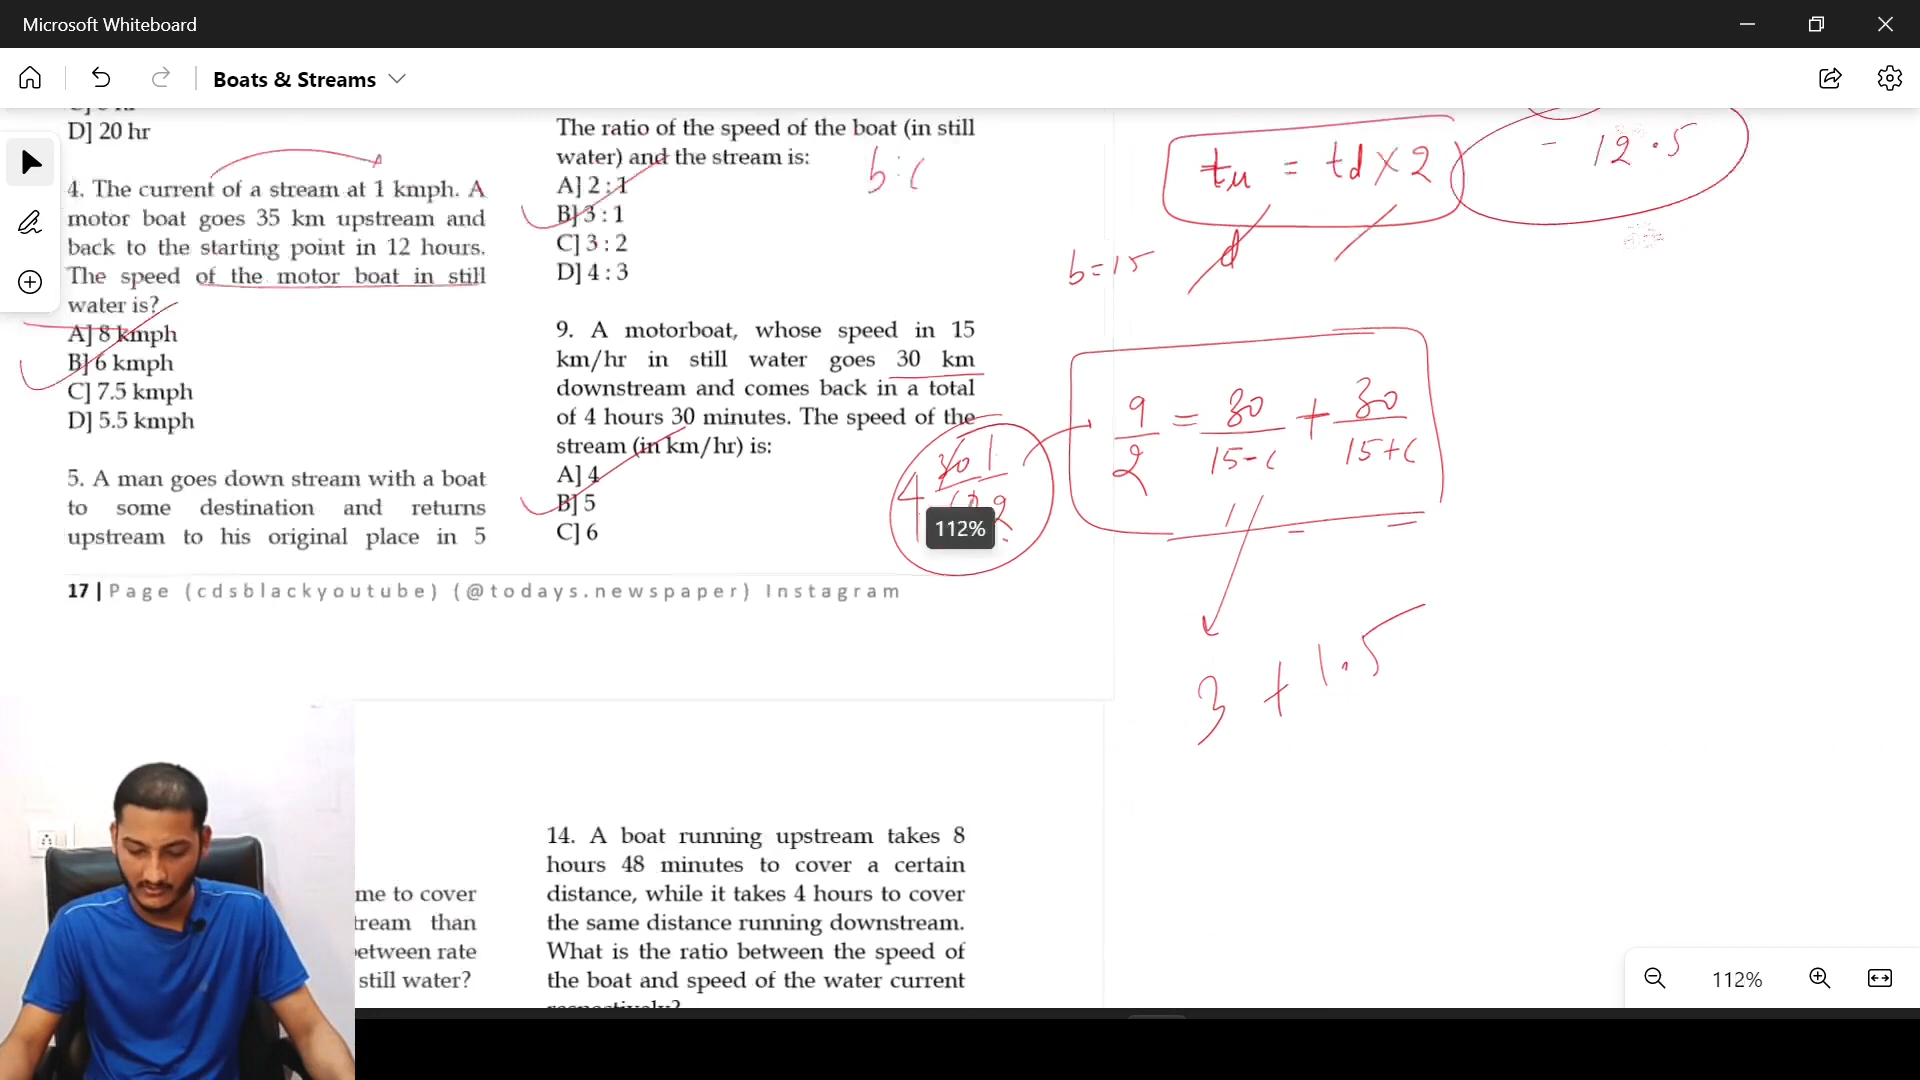 Microsoft Whiteboard
Boats & Streams
D] 20 hr
4. The current of a stream at 1 kmph. A
motor boat goes 35 km upstream and
back to the starting point in 12 hours.
The speed of the motor boat in still
water is?
A] 8 kmph
B] 6 kmph
C] 7.5 kmph
D] 5.5 kmph
5. A man goes down stream with a boat
to some destination and returns
upstream to his original place in 5
The ratio of the speed of the boat (in still
water) and the stream is:
b:c
A] 2 : 1
B] 3 : 1
C] 3 : 2
D] 4 : 3
9. A motorboat, whose speed in 15
km/hr in still water goes 30 km
downstream and comes back in a total
of 4 hours 30 minutes. The speed of the
stream (in km/hr) is:
A] 4
B] 5
C] 6
17 | Page (cdsblackyoutube) (@todays.newspaper) Instagram
tu = td × 2
- 12.5
d
b=15
4 30 1
2
112%
9/2 = 30/15-c + 30/15+c
3 + 1.5
me to cover
ream than
etween rate
still water?
14. A boat running upstream takes 8
hours 48 minutes to cover a certain
distance, while it takes 4 hours to cover
the same distance running downstream.
What is the ratio between the speed of
the boat and speed of the water current
respectively?
112%